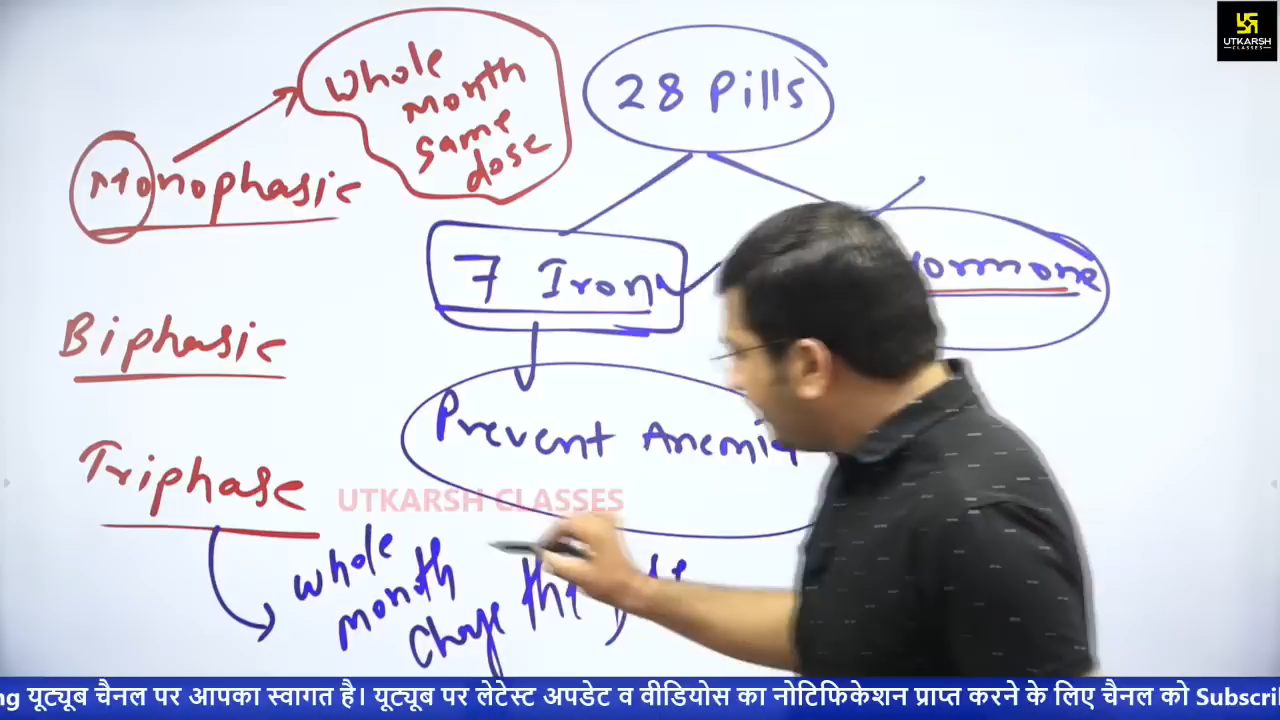 UTKARSH
CLASSES
Whole
month
same
dose
Monophasic
28 Pills
7 Iron
Hormone
Biphasic
Prevent Anemia
Triphase
UTKARSH CLASSES
whole
month
change the
ng यूट्यूब चैनल पर आपका स्वागत है। यूट्यूब पर लेटेस्ट अपडेट व वीडियोस का नोटिफिकेशन प्राप्त करने के लिए चैनल को Subscri